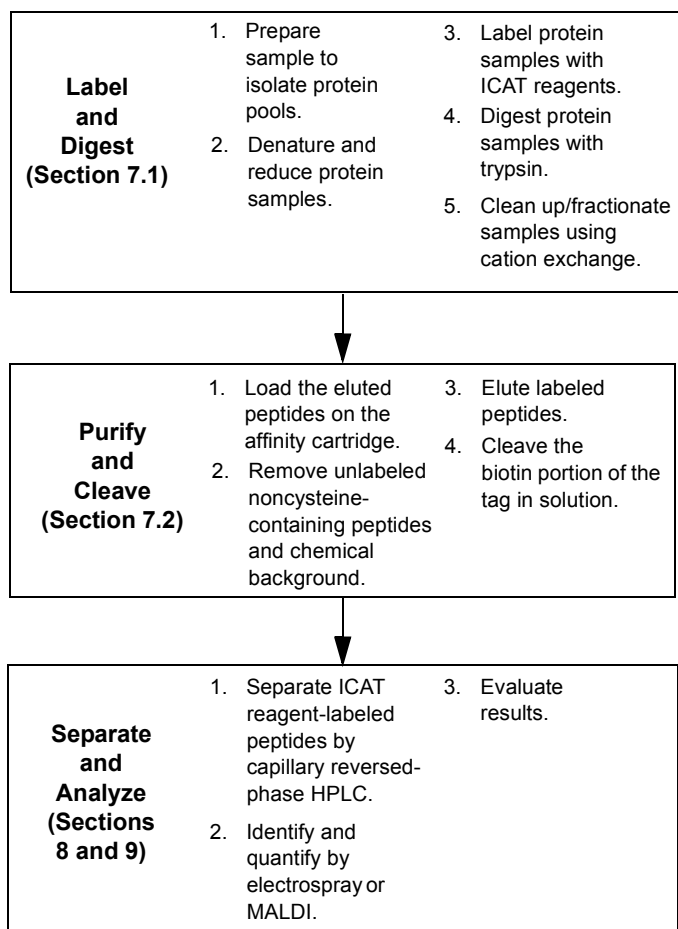 Label
and
Digest
(Section 7.1)
1. Prepare
sample to
isolate protein
pools.
2. Denature and
reduce protein
samples.
3. Label protein
samples with
ICAT reagents.
4. Digest protein
samples with
trypsin.
5. Clean up/fractionate
samples using
cation exchange.
Purify
and
Cleave
(Section 7.2)
1. Load the eluted
peptides on the
affinity cartridge.
2. Remove unlabeled
noncysteine-
containing peptides
and chemical
background.
3. Elute labeled
peptides.
4. Cleave the
biotin portion of the
tag in solution.
Separate
and
Analyze
(Sections
8 and 9)
1. Separate ICAT
reagent-labeled
peptides by
capillary reversed-
phase HPLC.
2. Identify and
quantify by
electrospray or
MALDI.
3. Evaluate
results.